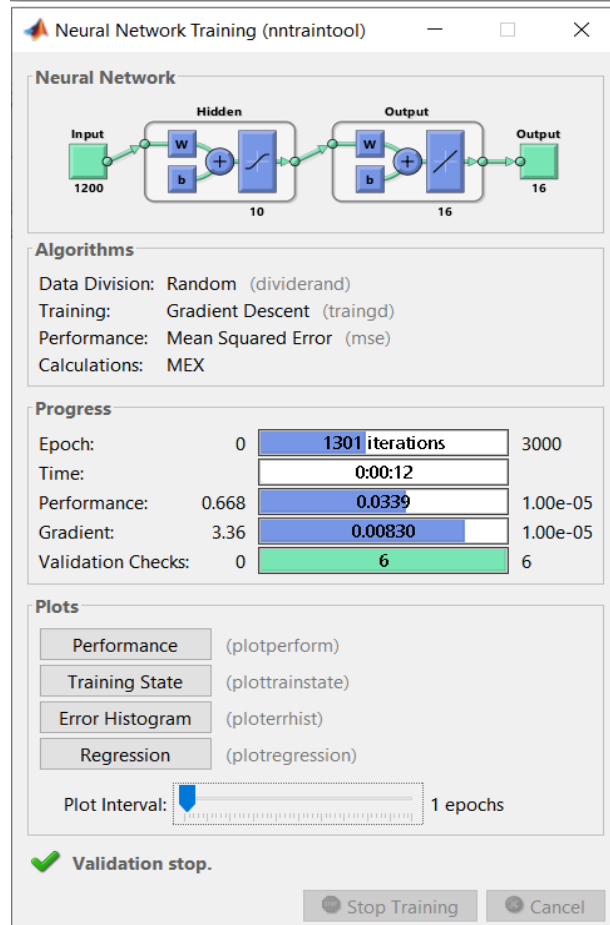 Neural Network Training (nntraintool)
Neural Network
Hidden Output
Input Output
W W
b b
1200 10 16 16
Algorithms
Data Division: Random (dividerand)
Training: Gradient Descent (traingd)
Performance: Mean Squared Error (mse)
Calculations: MEX
Progress
Epoch: 0 1301 iterations 3000
Time: 0:00:12
Performance: 0.668 0.0339 1.00e-05
Gradient: 3.36 0.00830 1.00e-05
Validation Checks: 0 6 6
Plots
Performance (plotperform)
Training State (plottrainstate)
Error Histogram (ploterrhist)
Regression (plotregression)
Plot Interval: 1 epochs
Validation stop.
Stop Training Cancel